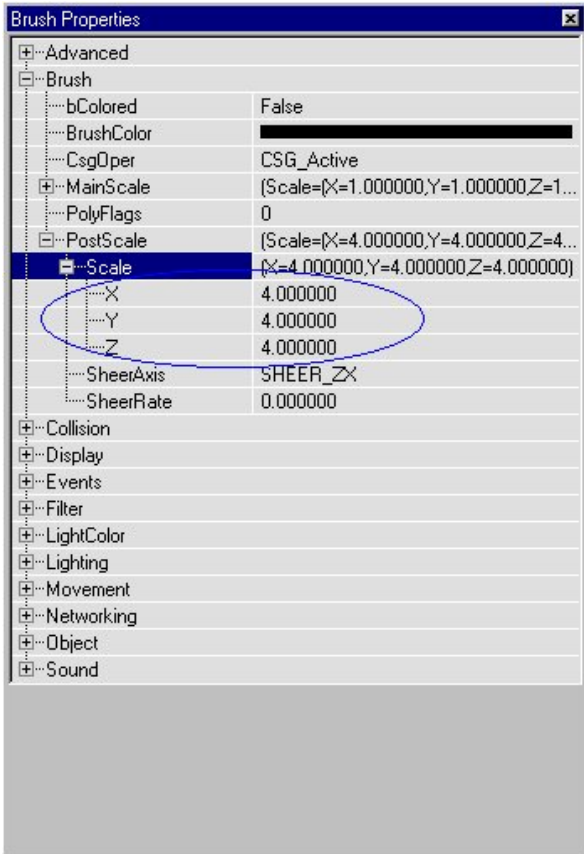 Brush Properties
Advanced
Brush
bColored False
BrushColor
CsgOper CSG_Active
MainScale (Scale=(X=1.000000,Y=1.000000,Z=1...
PolyFlags 0
PostScale (Scale=(X=4.000000,Y=4.000000,Z=4...
Scale (X=4.000000,Y=4.000000,Z=4.000000)
X 4.000000
Y 4.000000
Z 4.000000
SheerAxis SHEER_ZX
SheerRate 0.000000
Collision
Display
Events
Filter
LightColor
Lighting
Movement
Networking
Object
Sound